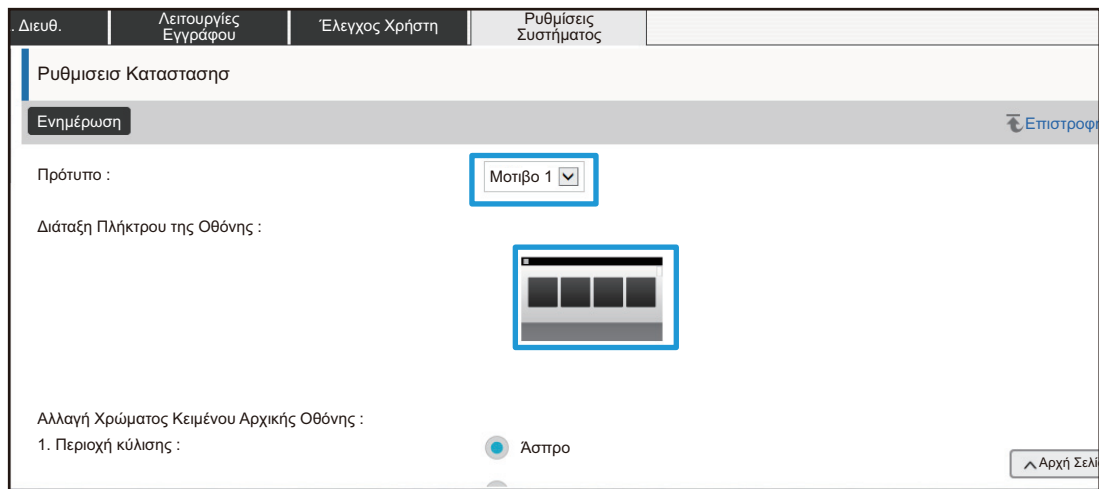 . Διευθ.
Λειτουργίες
Εγγράφου
Έλεγχος Χρήστη
Ρυθμίσεις
Συστήματος
Ρυθμισεισ Καταστασησ
Ενημέρωση
Επιστροφή
Πρότυπο :
Μοτιβο 1
Διάταξη Πλήκτρου της Οθόνης :
Αλλαγή Χρώματος Κειμένου Αρχικής Οθόνης :
1. Περιοχή κύλισης :
Άσπρο
Αρχή Σελί